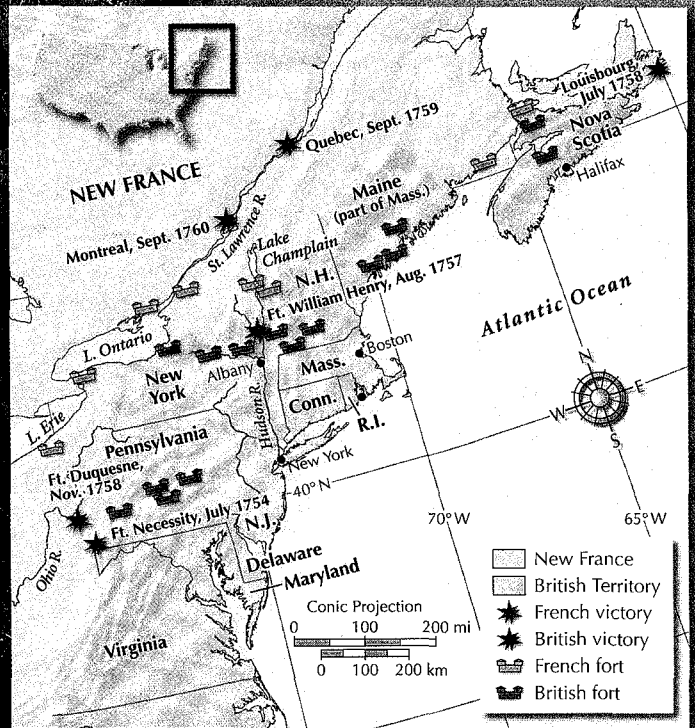 Louisbourg
July 1758
Quebec, Sept. 1759
Nova
Scotia
Halifax
NEW FRANCE
Maine
(part of Mass.)
Montreal, Sept. 1760
St. Lawrence R.
Lake
Champlain
N.H.
Ft. William Henry, Aug. 1757
Atlantic Ocean
L. Ontario
New
York
Albany
Boston
Mass.
Conn.
R.I.
Hudson R.
L. Erie
Pennsylvania
Ft. Duquesne,
Nov. 1758
New York
40°N
N
W
E
S
Ft. Necessity, July 1754
N.J.
70°W
65°W
Ohio R.
Delaware
Maryland
Virginia
Conic Projection
0 100 200 mi
0 100 200 km
New France
British Territory
French victory
British victory
French fort
British fort